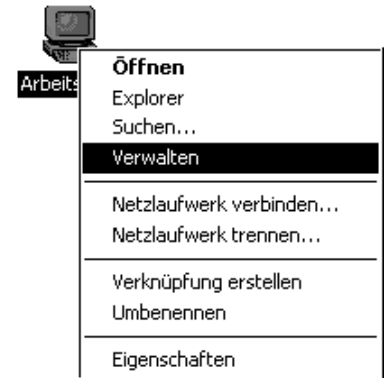 Arbeits
Öffnen
Explorer
Suchen...
Verwalten
Netzlaufwerk verbinden...
Netzlaufwerk trennen...
Verknüpfung erstellen
Umbenennen
Eigenschaften